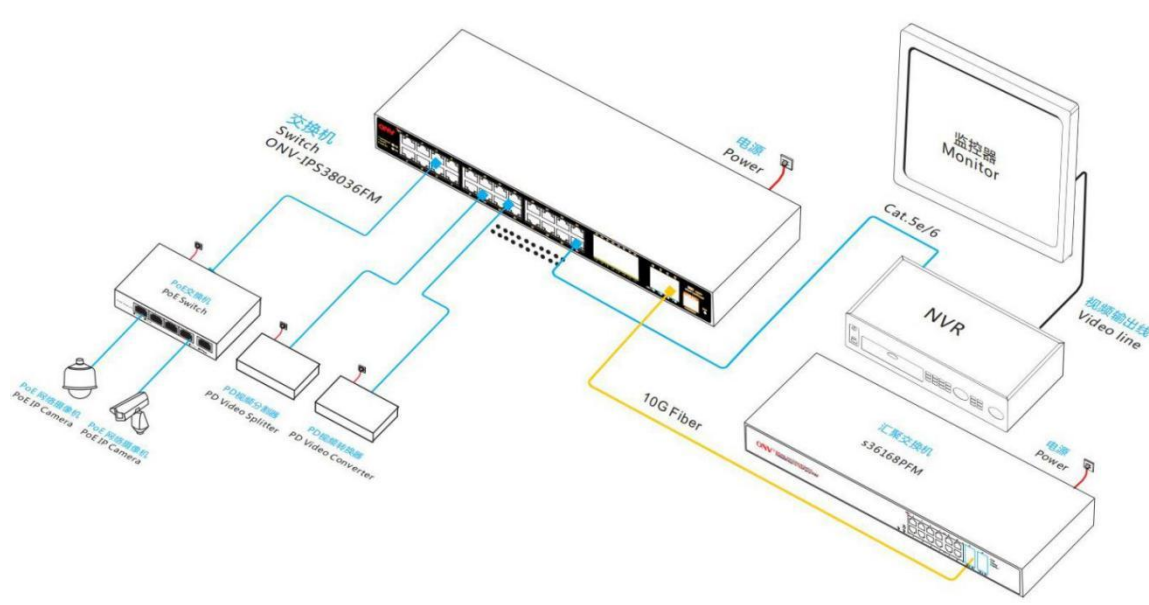 交换机
Switch
ONV-IPS38036FM
ONV
电源
Power
监控器
Monitor
Cat.5e/6
NVR
视频输出线
Video line
PoE交换机
PoE Switch
PoE 网络摄像机
PoE IP Camera
PoE 网络摄像机
PoE IP Camera
PD视频分割器
PD Video Splitter
PD视频转换器
PD Video Converter
10G Fiber
汇聚交换机
s36168PFM
ONV
电源
Power